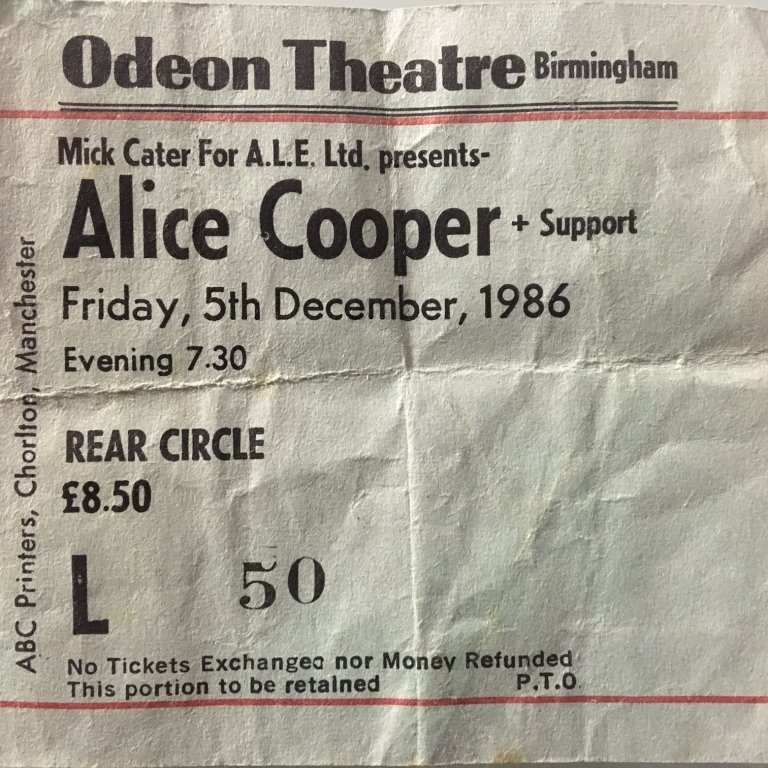 Odeon Theatre Birmingham
Mick Cater For A.L.E. Ltd. presents-
Alice Cooper + Support
Friday, 5th December, 1986
Evening 7.30
REAR CIRCLE
£8.50
L 50
No Tickets Exchanged nor Money Refunded
This portion to be retained P.T.O.
ABC Printers, Chorlton, Manchester